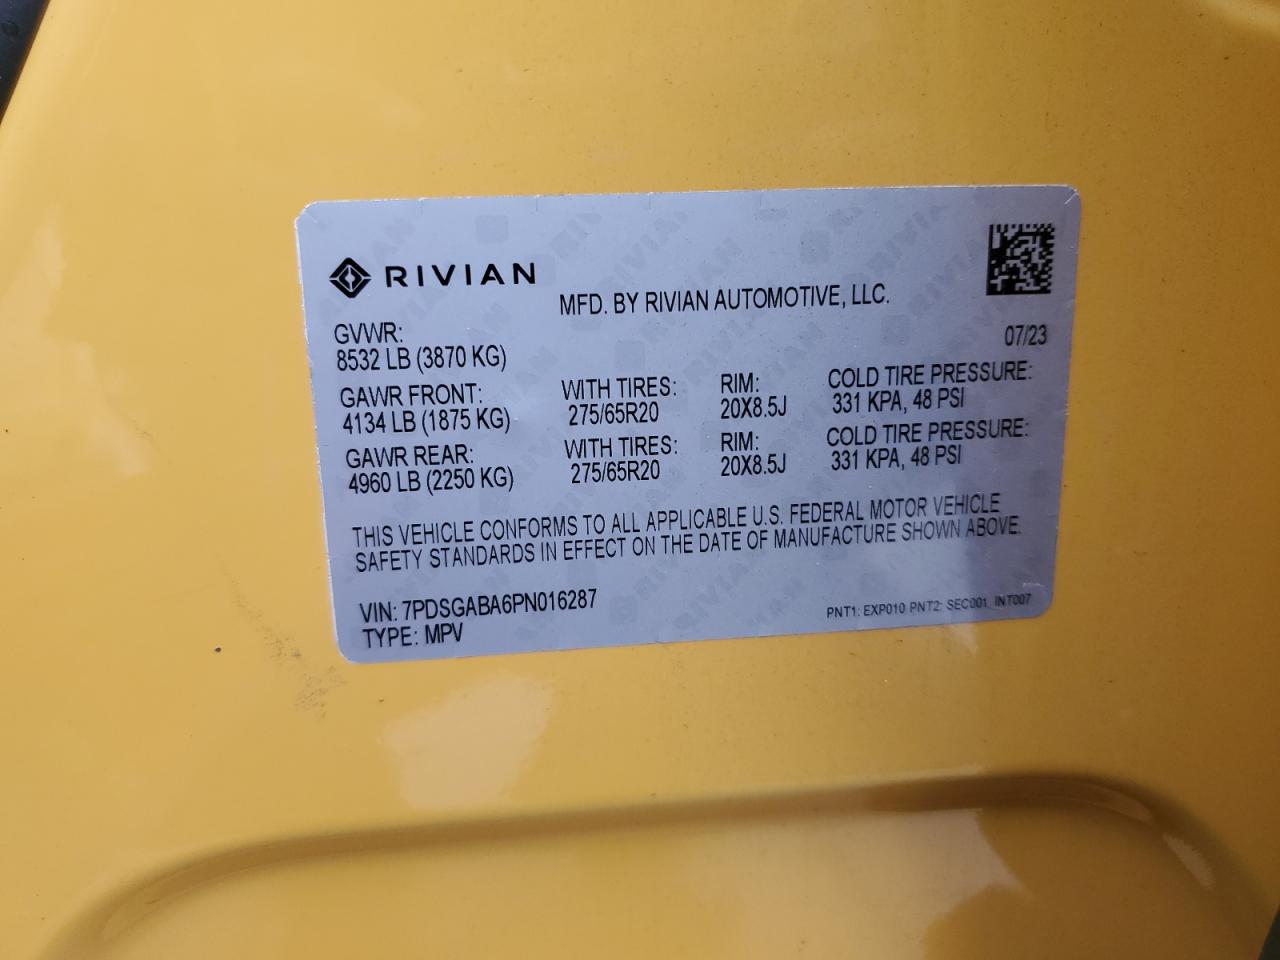 RIVIAN
MFD. BY RIVIAN AUTOMOTIVE, LLC.
07/23
GVWR:
8532 LB (3870 KG)
GAWR FRONT: WITH TIRES: RIM: COLD TIRE PRESSURE:
4134 LB (1875 KG) 275/65R20 20X8.5J 331 KPA, 48 PSI
GAWR REAR: WITH TIRES: RIM: COLD TIRE PRESSURE:
4960 LB (2250 KG) 275/65R20 20X8.5J 331 KPA, 48 PSI
THIS VEHICLE CONFORMS TO ALL APPLICABLE U.S. FEDERAL MOTOR VEHICLE
SAFETY STANDARDS IN EFFECT ON THE DATE OF MANUFACTURE SHOWN ABOVE.
VIN: 7PDSGABA6PN016287
TYPE: MPV
PNT1: EXP010 PNT2: SEC001 INT007